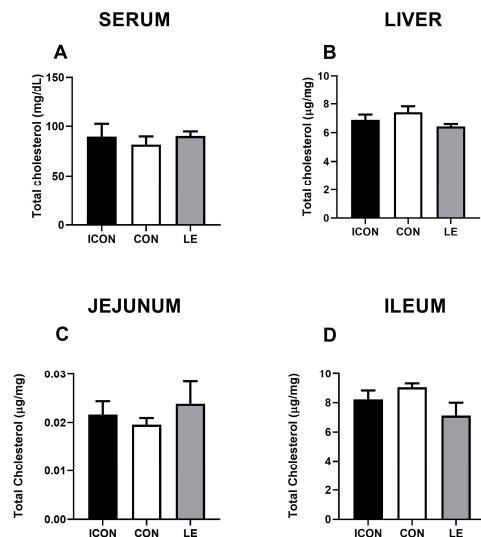 SERUM
LIVER
A
Total cholesterol (mg/dL)
150
100
50
0
ICON CON LE
B
Total cholesterol (µg/mg)
10
8
6
4
2
0
ICON CON LE
JEJUNUM
ILEUM
C
Total Cholesterol (µg/mg)
0.03
0.02
0.01
0.00
ICON CON LE
D
Total Cholesterol (µg/mg)
10
8
6
4
2
0
ICON CON LE